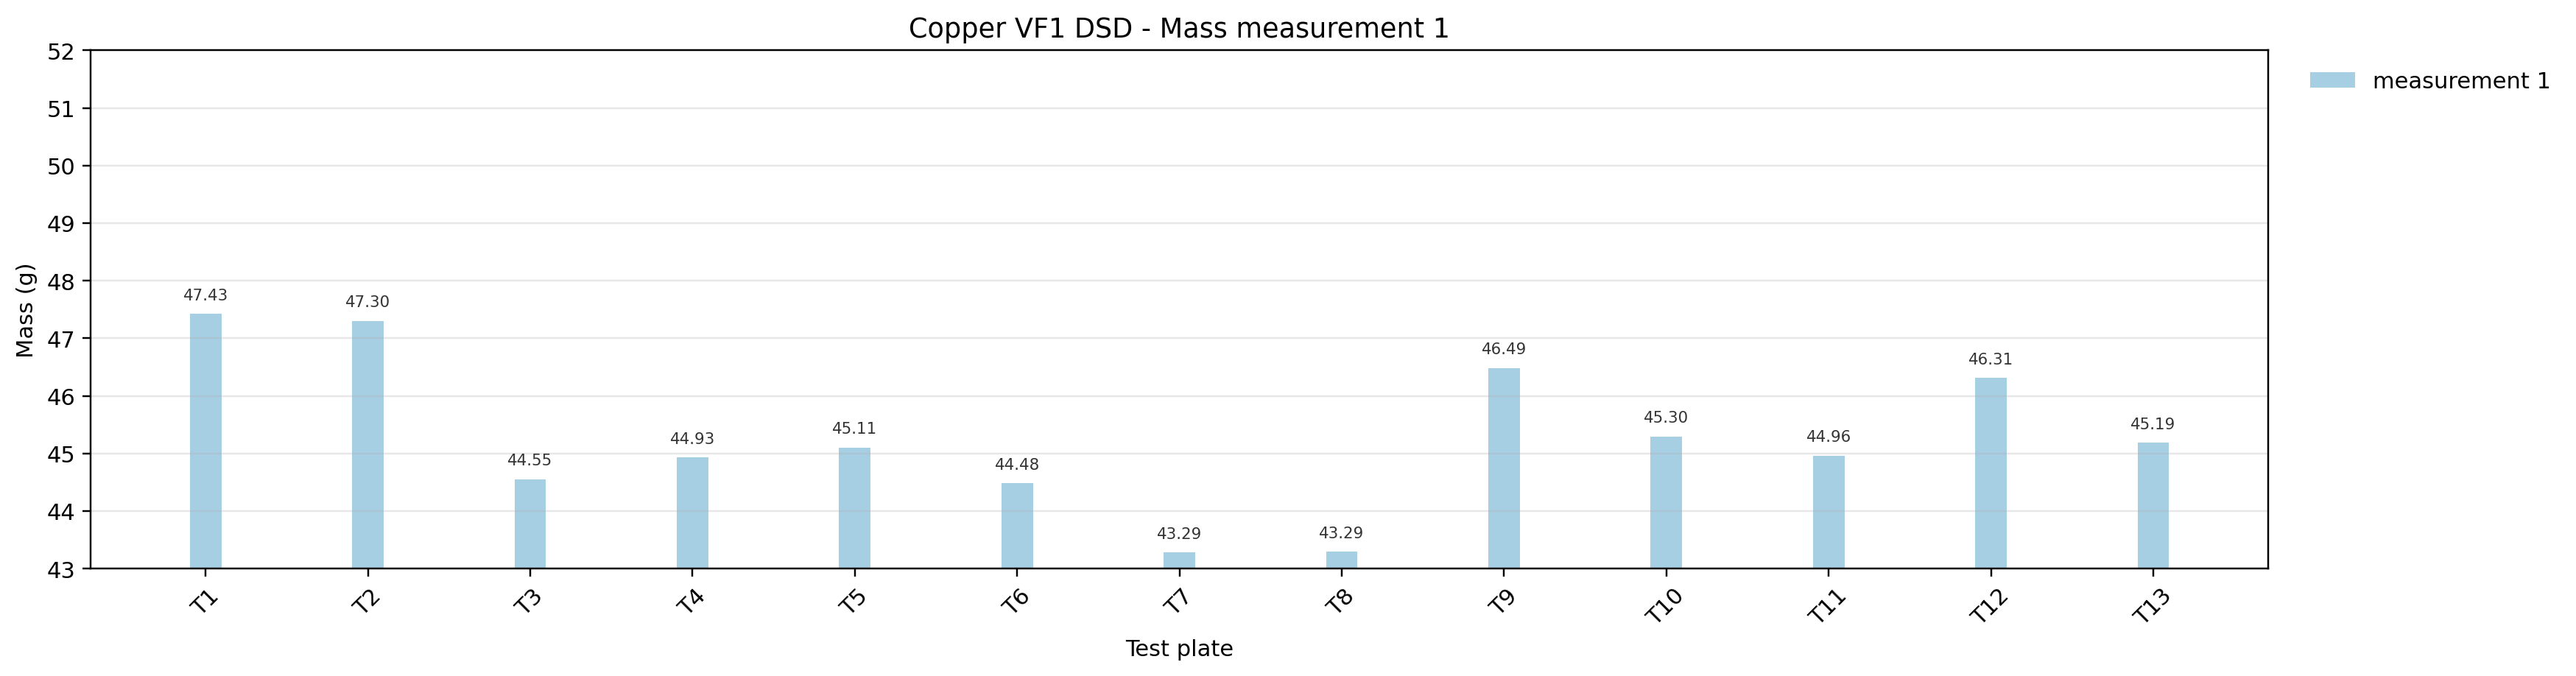 Copper VF1 DSD - Mass measurement 1
measurement 1
Mass (g)
52
51
50
49
48
47
46
45
44
43
47.43
47.30
44.55
44.93
45.11
44.48
43.29
43.29
46.49
45.30
44.96
46.31
45.19
T1
T2
T3
T4
T5
T6
T7
T8
T9
T10
T11
T12
T13
Test plate